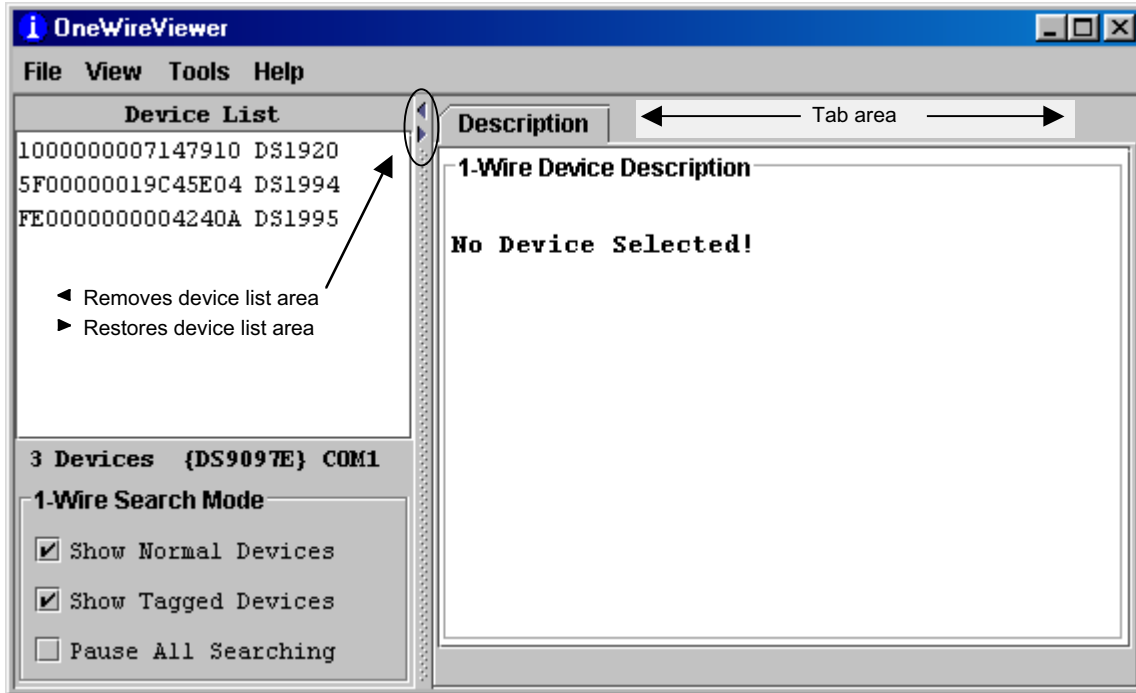 OneWireViewer
File View Tools Help
Device List
1000000007147910 DS1920
5F00000019C45E04 DS1994
FE0000000004240A DS1995
◄ Removes device list area
► Restores device list area
3 Devices {DS9097E} COM1
1-Wire Search Mode
Show Normal Devices
Show Tagged Devices
Pause All Searching
Description
Tab area
1-Wire Device Description
No Device Selected!